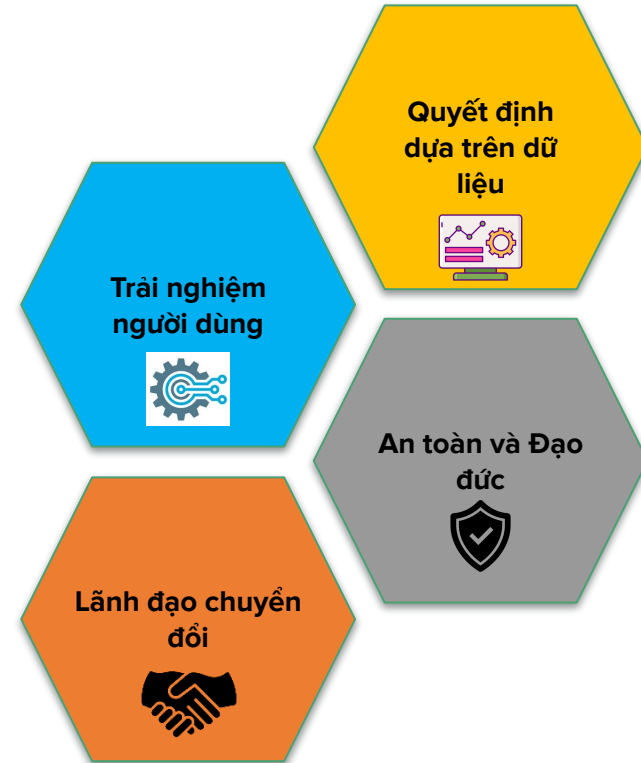 Quyết định
dựa trên dữ
liệu
Trải nghiệm
người dùng
An toàn và Đạo
đức
Lãnh đạo chuyển
đổi